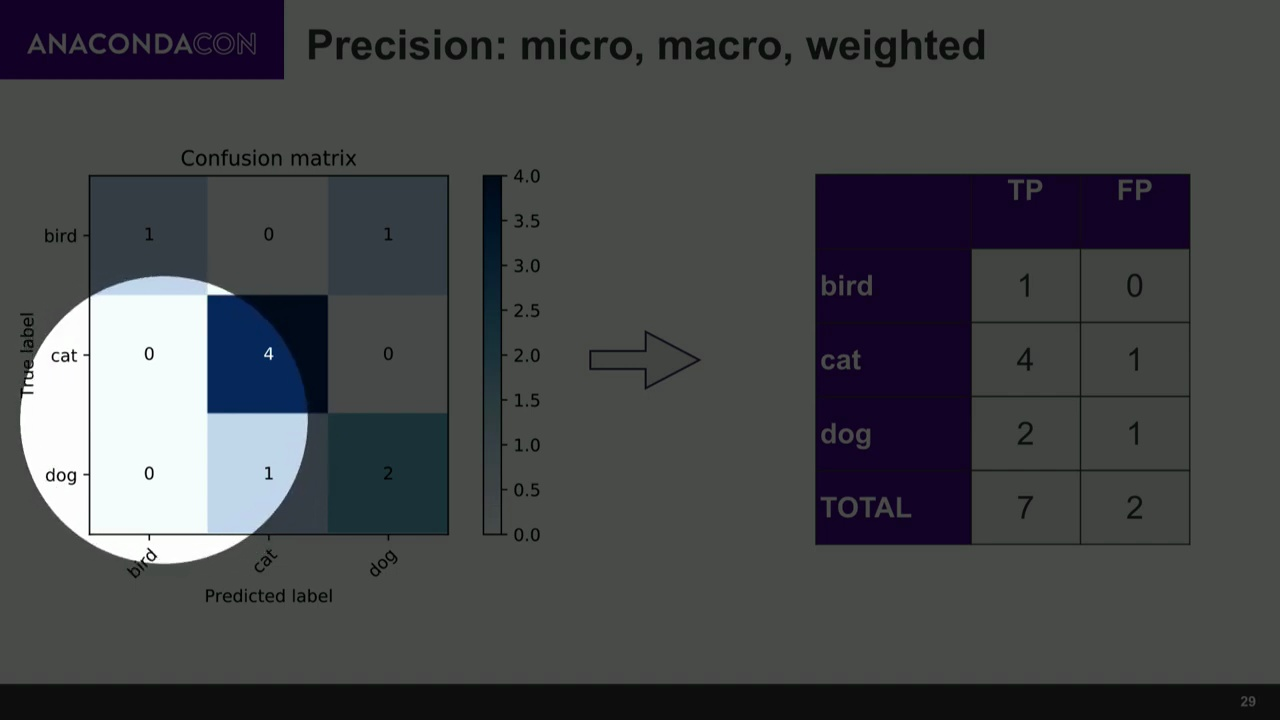 ANACONDACON
Precision: micro, macro, weighted
Confusion matrix
True label
bird 1 0 1
cat 0 4 0
dog 0 1 2
bird cat dog
Predicted label
4.0
3.5
3.0
2.5
2.0
1.5
1.0
0.5
0.0
TP FP
bird 1 0
cat 4 1
dog 2 1
TOTAL 7 2
29